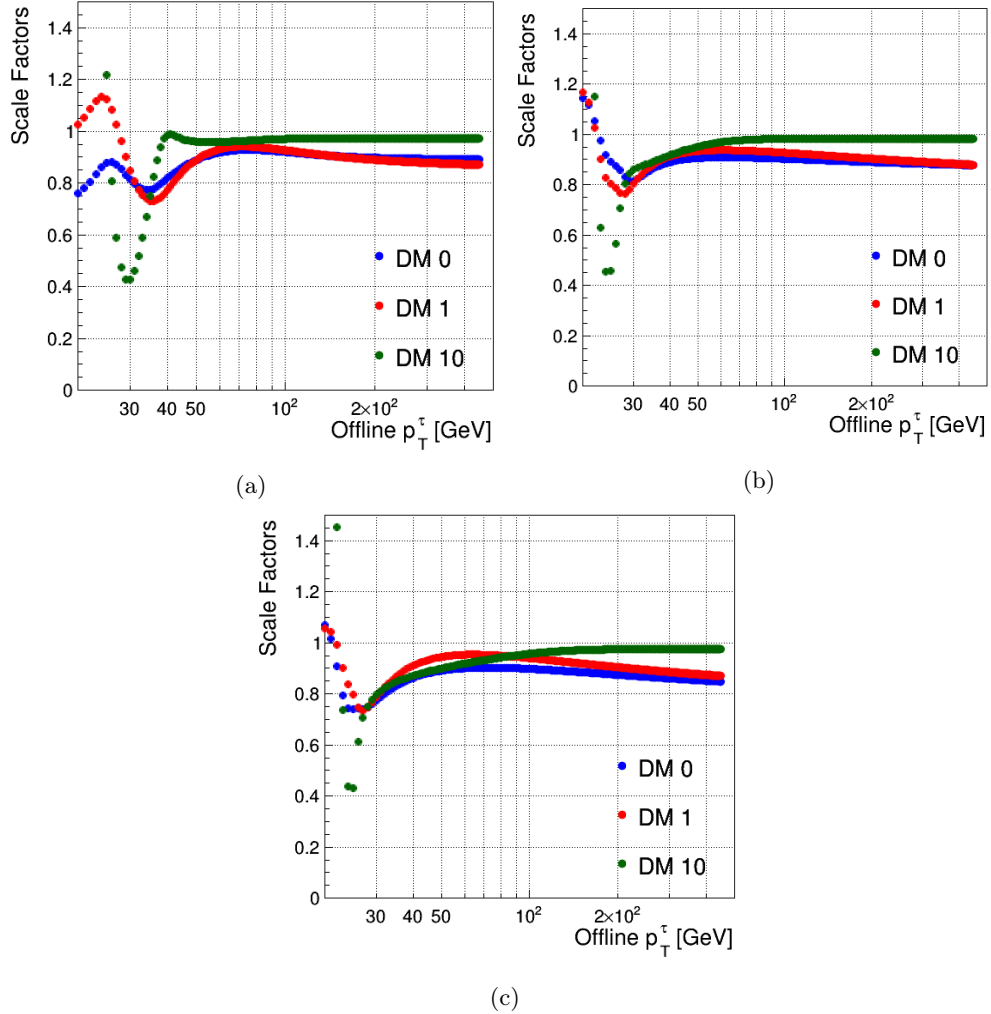 Scale Factors
1.4
1.2
1
0.8
0.6
0.4
0.2
0
DM 0
DM 1
DM 10
30 40 50 10² 2×10²
Offline p_T^τ [GeV]
(a)
Scale Factors
1.4
1.2
1
0.8
0.6
0.4
0.2
0
DM 0
DM 1
DM 10
30 40 50 10² 2×10²
Offline p_T^τ [GeV]
(b)
Scale Factors
1.4
1.2
1
0.8
0.6
0.4
0.2
0
DM 0
DM 1
DM 10
30 40 50 10² 2×10²
Offline p_T^τ [GeV]
(c)